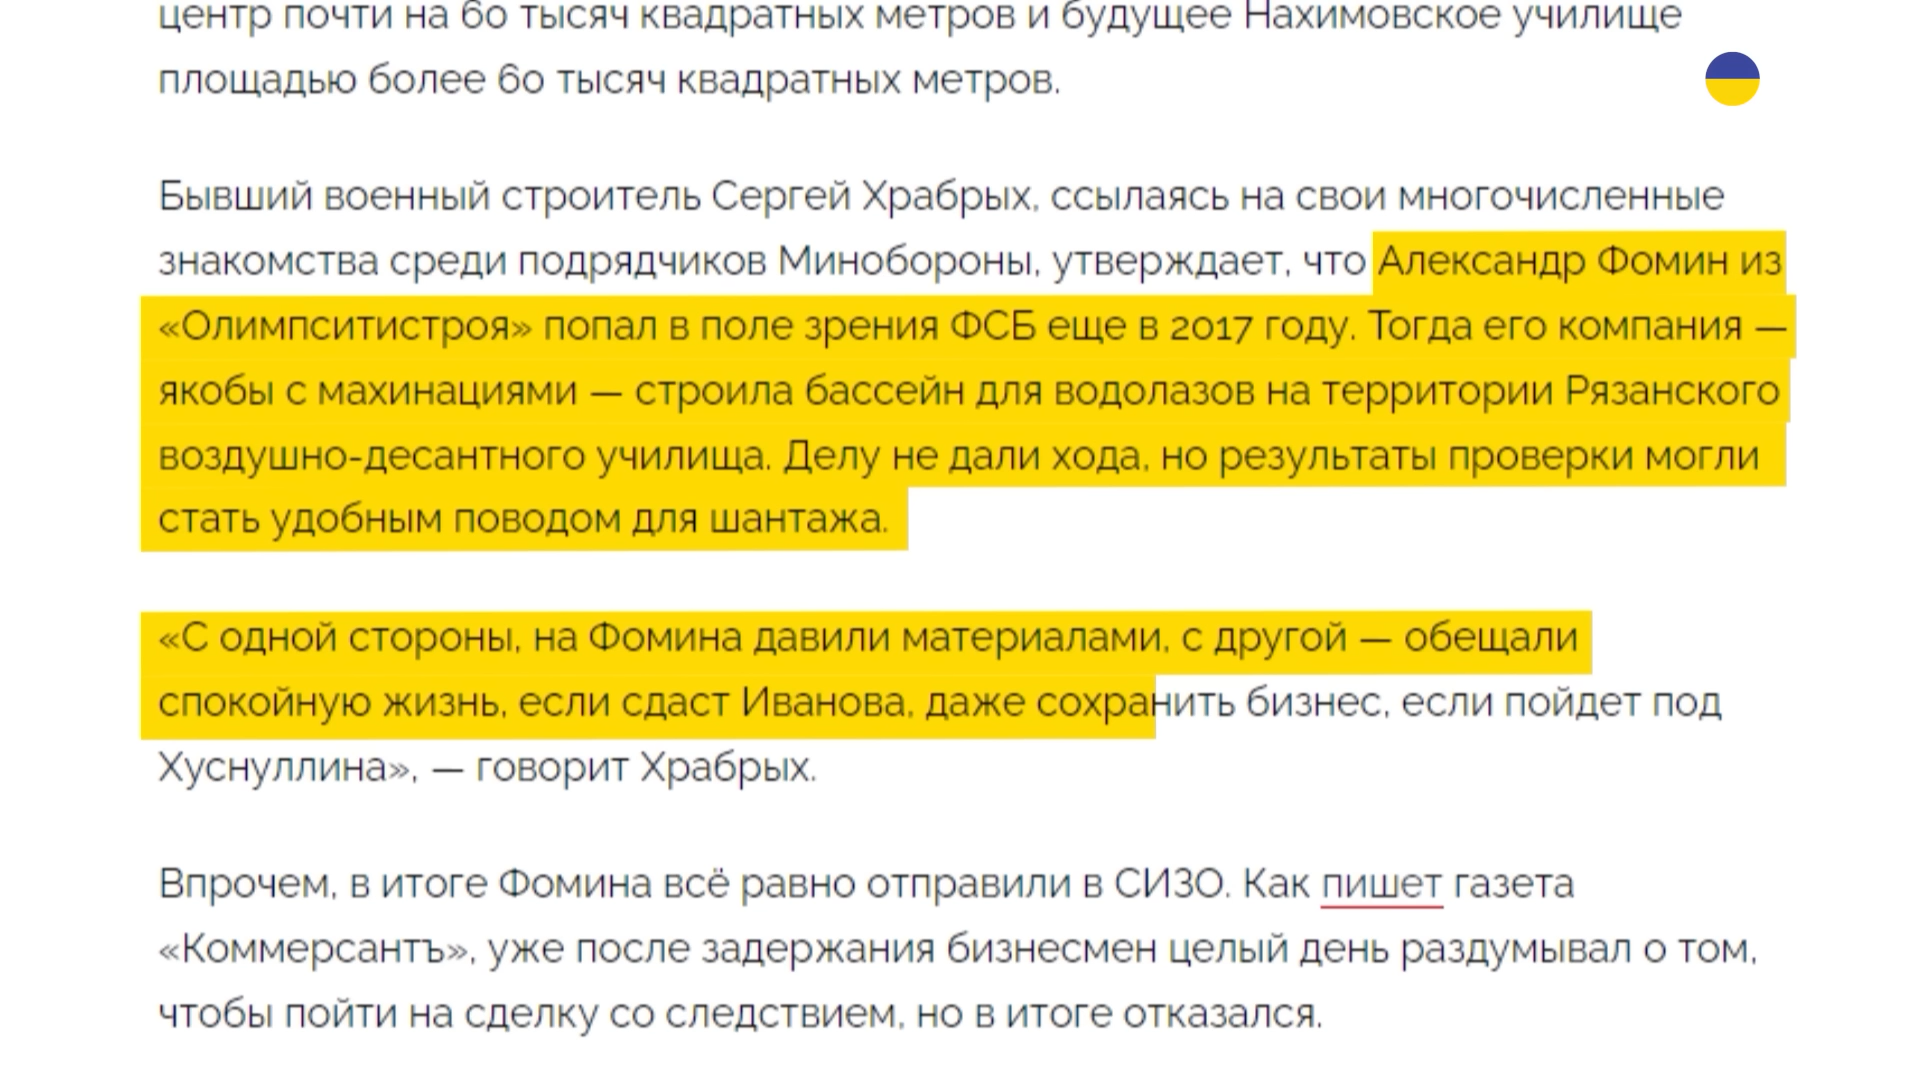 центр почти на 60 тысяч квадратных метров и будущее Нахимовское училище
площадью более 60 тысяч квадратных метров.
Бывший военный строитель Сергей Храбрых, ссылаясь на свои многочисленные
знакомства среди подрядчиков Минобороны, утверждает, что Александр Фомин из
«Олимпситистроя» попал в поле зрения ФСБ еще в 2017 году. Тогда его компания —
якобы с махинациями — строила бассейн для водолазов на территории Рязанского
воздушно-десантного училища. Делу не дали хода, но результаты проверки могли
стать удобным поводом для шантажа.
«С одной стороны, на Фомина давили материалами, с другой — обещали
спокойную жизнь, если сдаст Иванова, даже сохранить бизнес, если пойдет под
Хуснуллина», — говорит Храбрых.
Впрочем, в итоге Фомина всё равно отправили в СИЗО. Как пишет газета
«Коммерсантъ», уже после задержания бизнесмен целый день раздумывал о том,
чтобы пойти на сделку со следствием, но в итоге отказался.